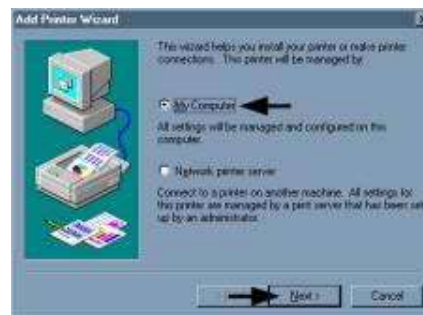 Add Printer Wizard
This wizard helps you install your printer or make printer
connections. This printer will be managed by:
My Computer
All settings will be managed and configured on this
computer.
Network printer server
Connect to a printer on another machine. All settings for
this printer are managed by a print server that has been set
up by an administrator.
Next >
Cancel